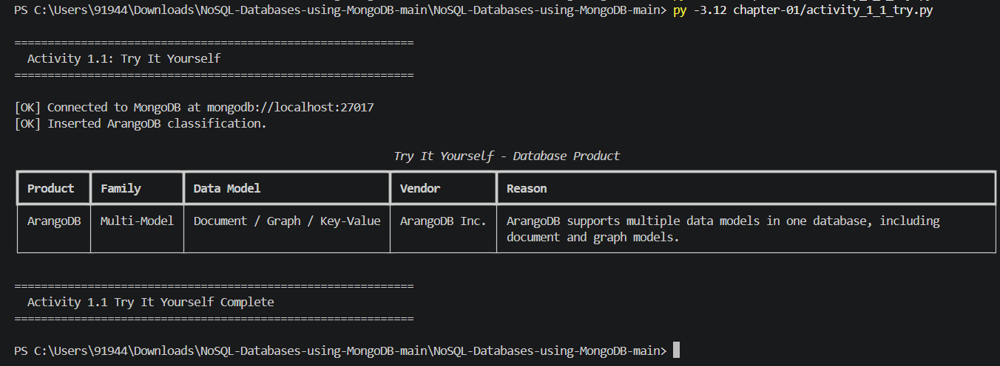 PS C:\Users\91944\Downloads\NoSQL-Databases-using-MongoDB-main\NoSQL-Databases-using-MongoDB-main> py -3.12 chapter-01/activity_1_1_try.py
============================================================
Activity 1.1: Try It Yourself
============================================================
[OK] Connected to MongoDB at mongodb://localhost:27017
[OK] Inserted ArangoDB classification.
Try It Yourself - Database Product
Product Family Data Model Vendor Reason
ArangoDB Multi-Model Document / Graph / Key-Value ArangoDB Inc. ArangoDB supports multiple data models in one database, including
document and graph models.
============================================================
Activity 1.1 Try It Yourself Complete
============================================================
PS C:\Users\91944\Downloads\NoSQL-Databases-using-MongoDB-main\NoSQL-Databases-using-MongoDB-main>